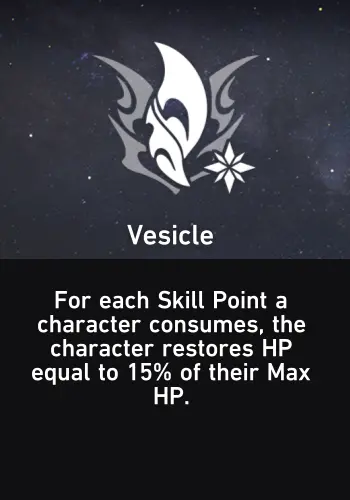 Vesicle
For each Skill Point a
character consumes, the
character restores HP
equal to 15% of their Max
HP.